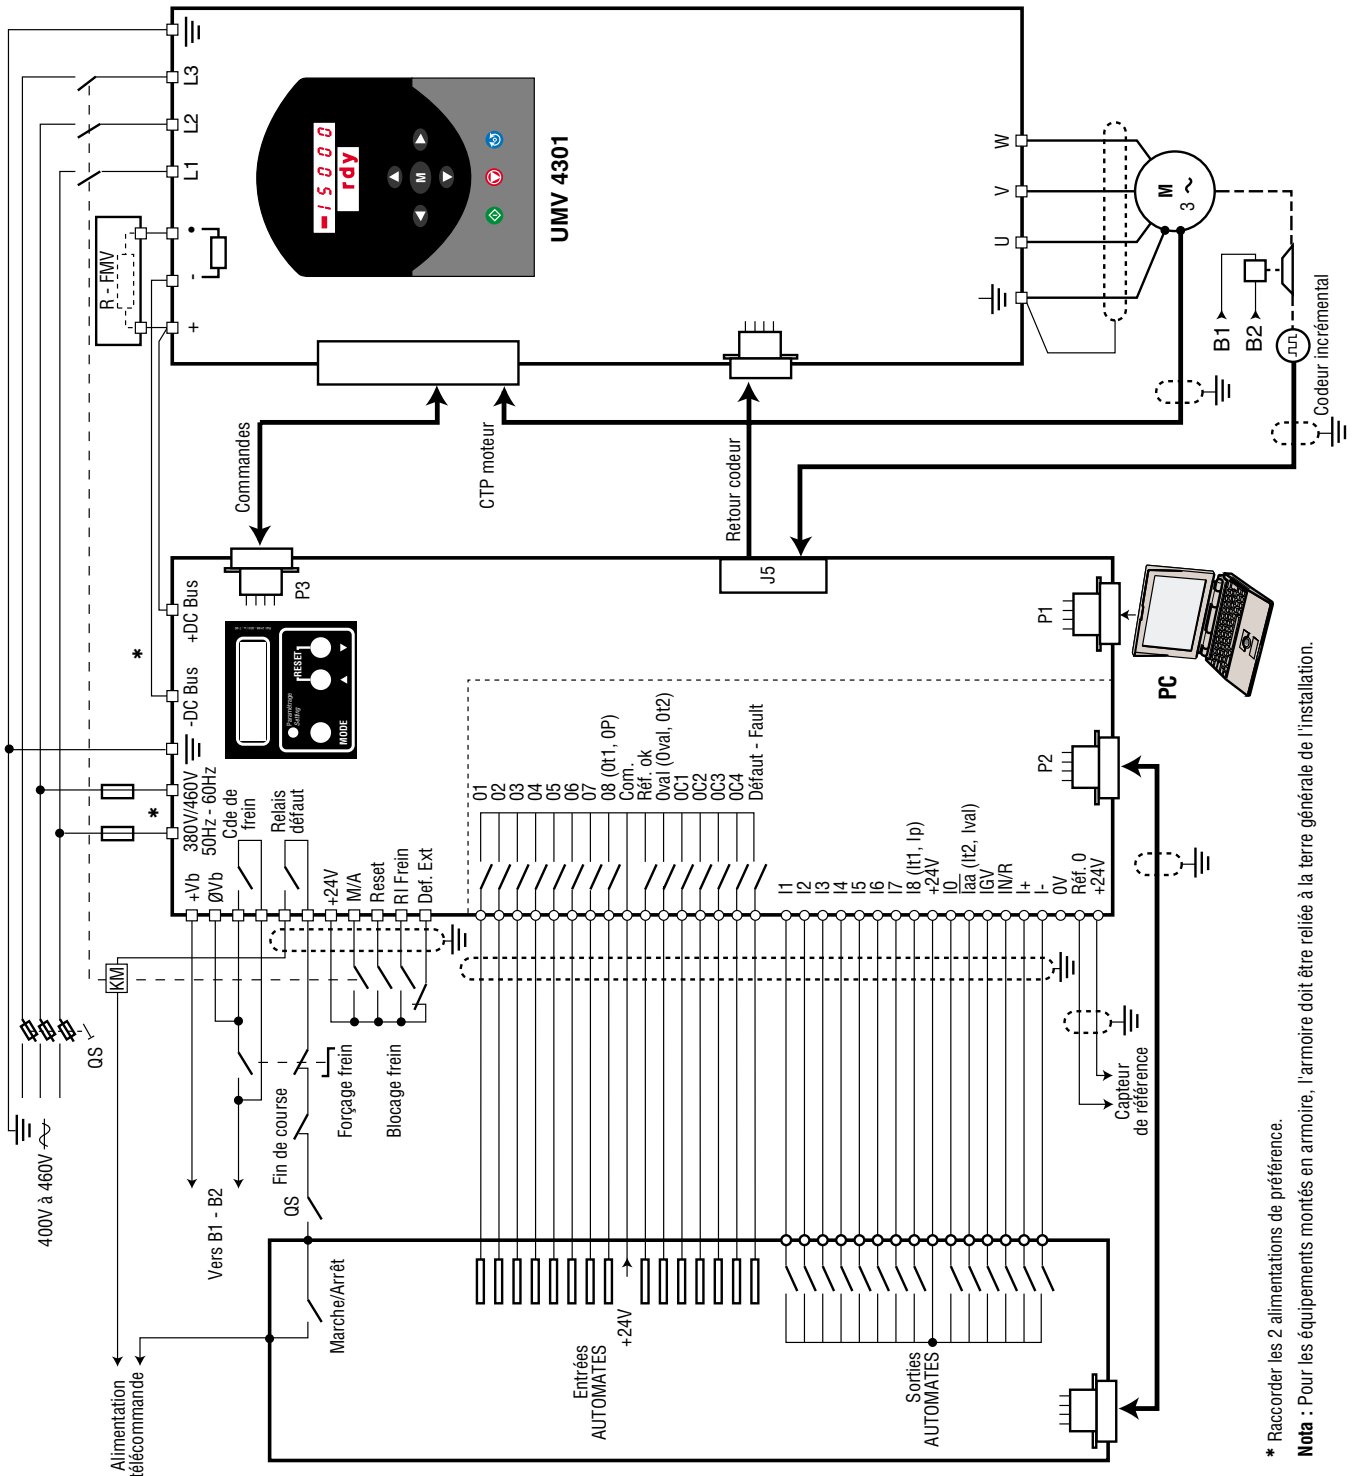 400V à 460V
QS
KM
Alimentation
télécommande
Vers B1 - B2
Fin de course
QS
Marche/Arrêt
Forçage frein
Blocage frein
+Vb
ØVb
380V/460V
50Hz - 60Hz
Cde de
frein
Relais
défaut
+24V
M/A
Reset
RI Frein
Def. Ext
*
*
-DC Bus
+DC Bus
Paramétrage
Setting
RESET
MODE
P3
Commandes
CTP moteur
Retour codeur
J5
P1
P2
PC
R - FMV
+
-
L1
L2
L3
-15000
rdy
M
UMV 4301
U
V
W
M
3 ~
B1
B2
Codeur incrémental
01
02
03
04
05
06
07
08 (0t1, 0P)
Com.
Réf. ok
0val (0val, 0t2)
0C1
0C2
0C3
0C4
Défaut - Fault
I1
I2
I3
I4
I5
I6
I7
I8 (It1, Ip)
+24V
I0
Iaa (It2, Ival)
IGV
IN/R
I+
I-
0V
Réf. 0
+24V
Capteur
de référence
Entrées
AUTOMATES
+24V
Sorties
AUTOMATES
* Raccorder les 2 alimentations de préférence.
Nota : Pour les équipements montés en armoire, l'armoire doit être reliée à la terre générale de l'installation.